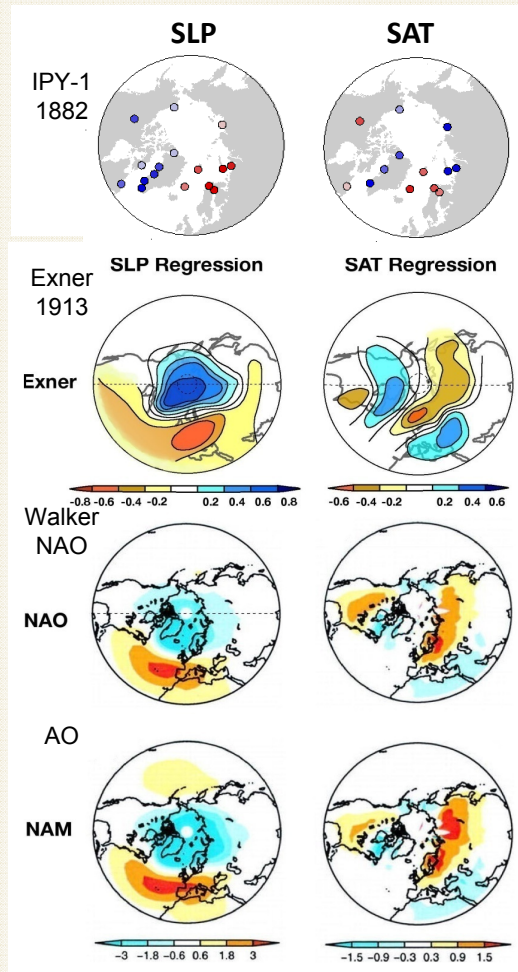 SLP SAT
IPY-1
1882
Exner
1913
SLP Regression SAT Regression
Exner
-0.8 -0.6 -0.4 -0.2 0.2 0.4 0.6 0.8
-0.6 -0.4 -0.2 0.2 0.4 0.6
Walker
NAO
NAO
AO
NAM
-3 -1.8 -0.6 0.6 1.8 3
-1.5 -0.9 -0.3 0.3 0.9 1.5